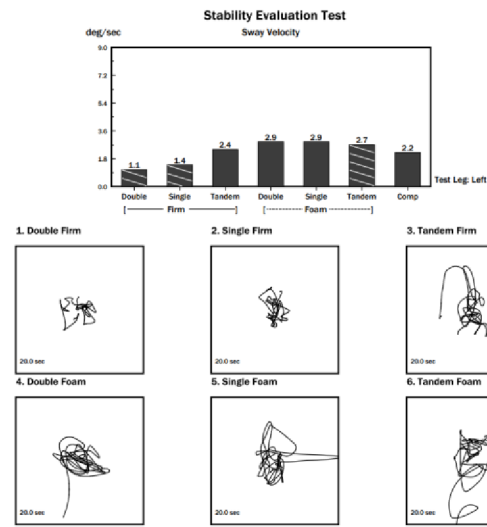 Stability Evaluation Test
deg/sec
Sway Velocity
9.0
7.2
5.4
3.6
1.8
0.0
1.1
1.4
2.4
2.9
2.9
2.7
2.2
Test Leg: Left
Double Single Tandem Double Single Tandem Comp
[ Firm ] [ Foam ]
1. Double Firm
2. Single Firm
3. Tandem Firm
20.0 sec
20.0 sec
20.0 sec
4. Double Foam
5. Single Foam
6. Tandem Foam
20.0 sec
20.0 sec
20.0 sec